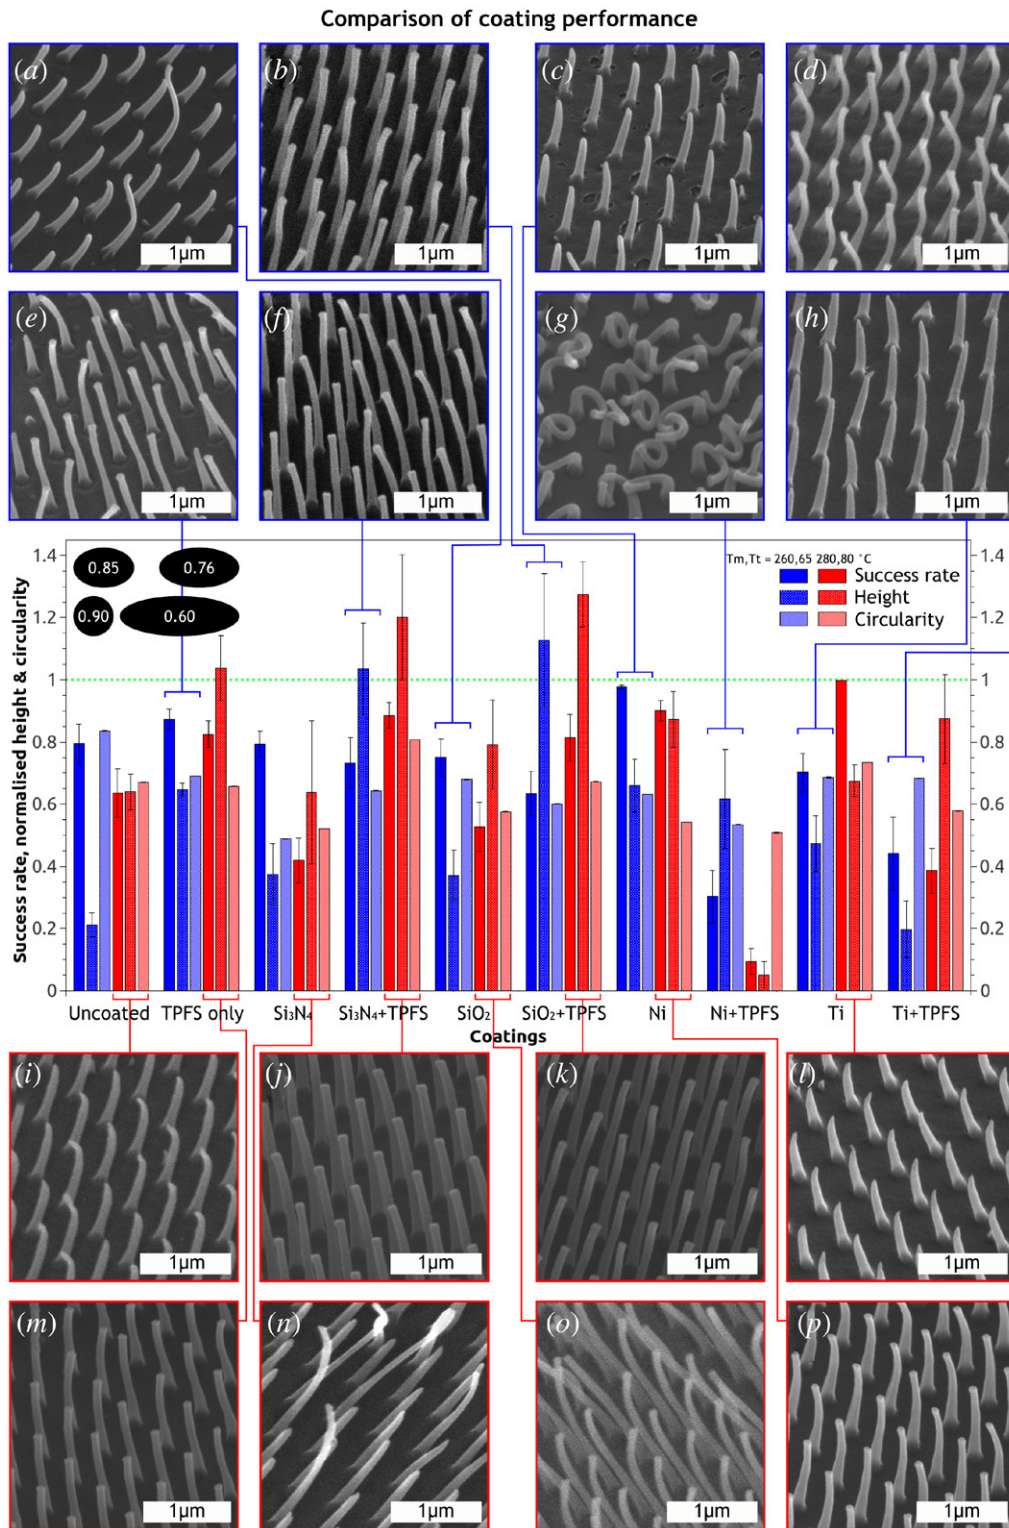 Comparison of coating performance
(a)
(b)
(c)
(d)
1μm
1μm
1μm
1μm
(e)
(f)
(g)
(h)
1μm
1μm
1μm
1μm
Success rate, normalised height & circularity
1.4
1.2
1
0.8
0.6
0.4
0.2
0
0.85
0.76
0.90
0.60
Tm,Tt = 260,65 280,80 °C
Success rate
Height
Circularity
1.4
1.2
1
0.8
0.6
0.4
0.2
0
Uncoated TPFS only Si₃N₄ Si₃N₄+TPFS SiO₂ SiO₂+TPFS Ni Ni+TPFS Ti Ti+TPFS
Coatings
(i)
(j)
(k)
(l)
1μm
1μm
1μm
1μm
(m)
(n)
(o)
(p)
1μm
1μm
1μm
1μm